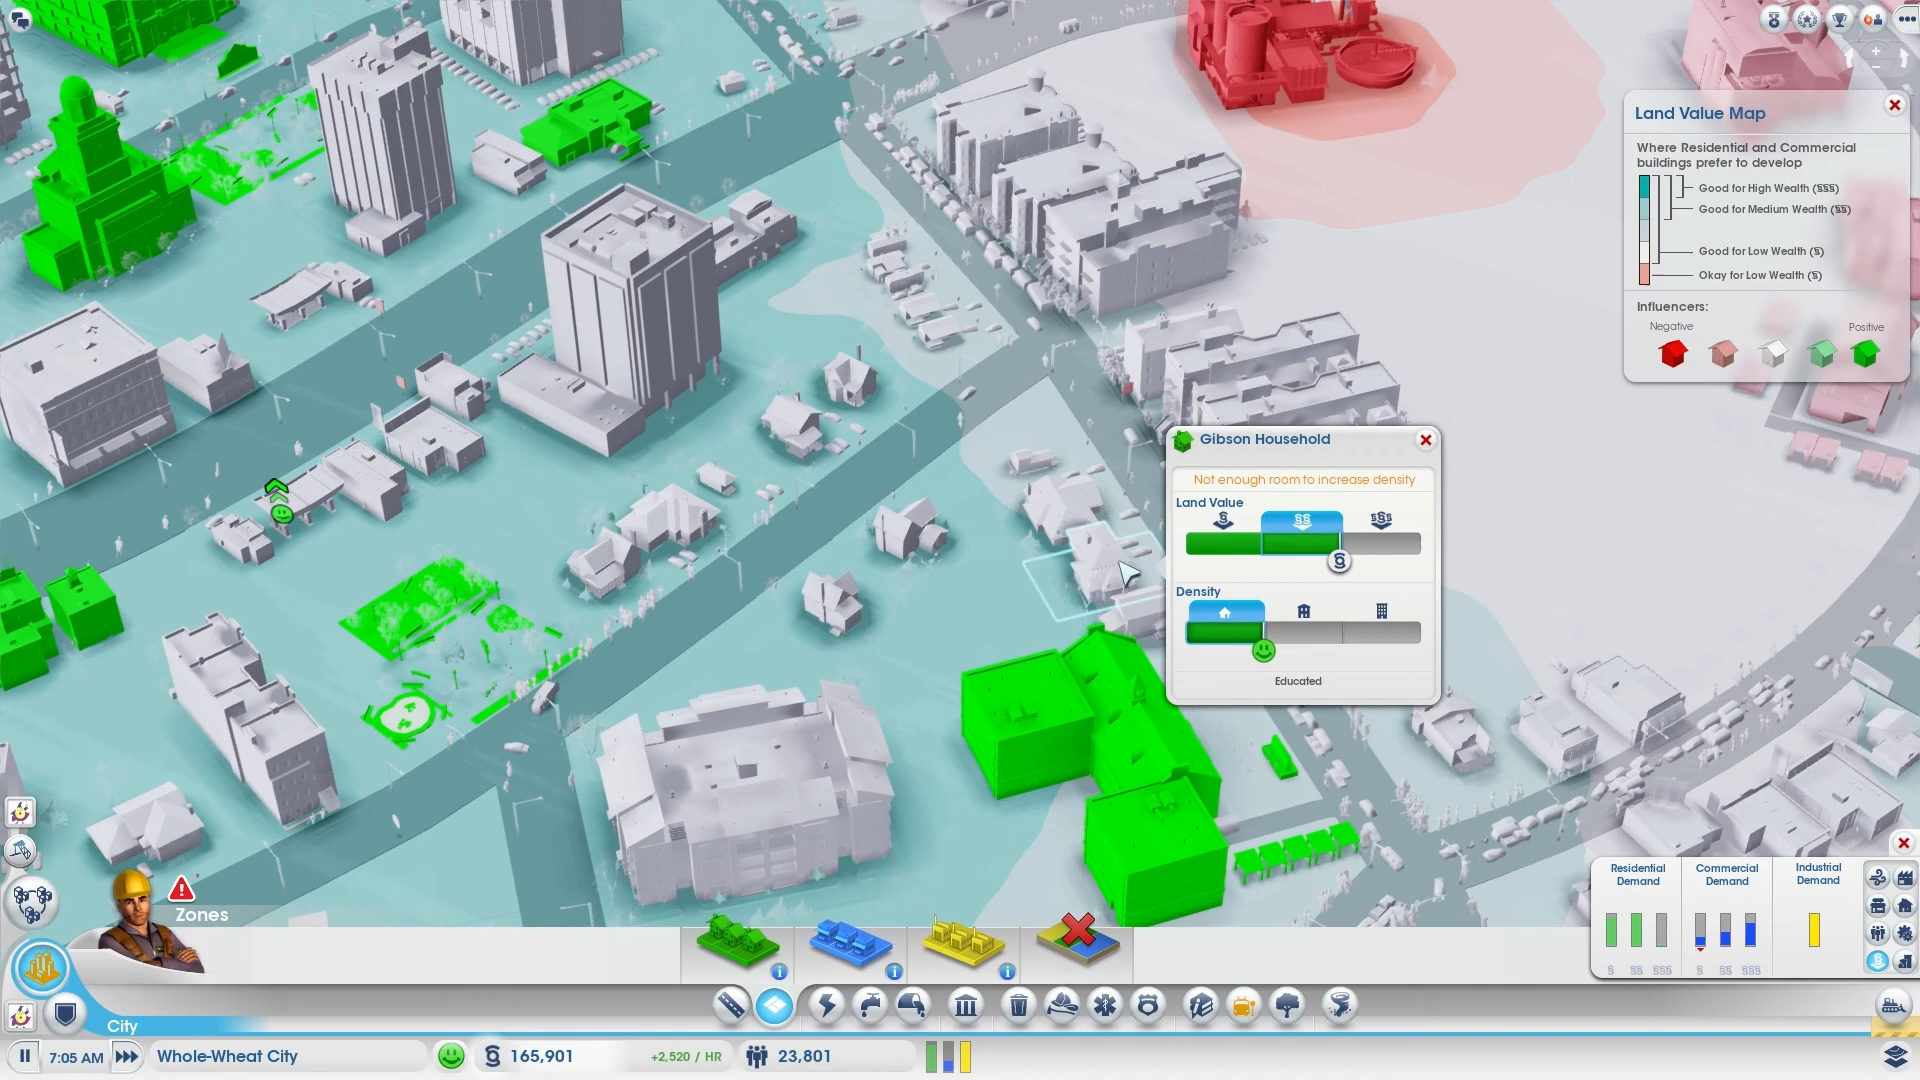 Land Value Map
Where Residential and Commercial
buildings prefer to develop
Good for High Wealth (§§§)
Good for Medium Wealth (§§)
Good for Low Wealth (§)
Okay for Low Wealth (§)
Influencers:
Negative
Positive
Gibson Household
Not enough room to increase density
Land Value
§ §§ §§§
Density
Educated
Residential
Demand
Commercial
Demand
Industrial
Demand
§ §§ §§§ § §§ §§§
Zones
City
7:05 AM
Whole-Wheat City
165,901
+2,520 / HR
23,801